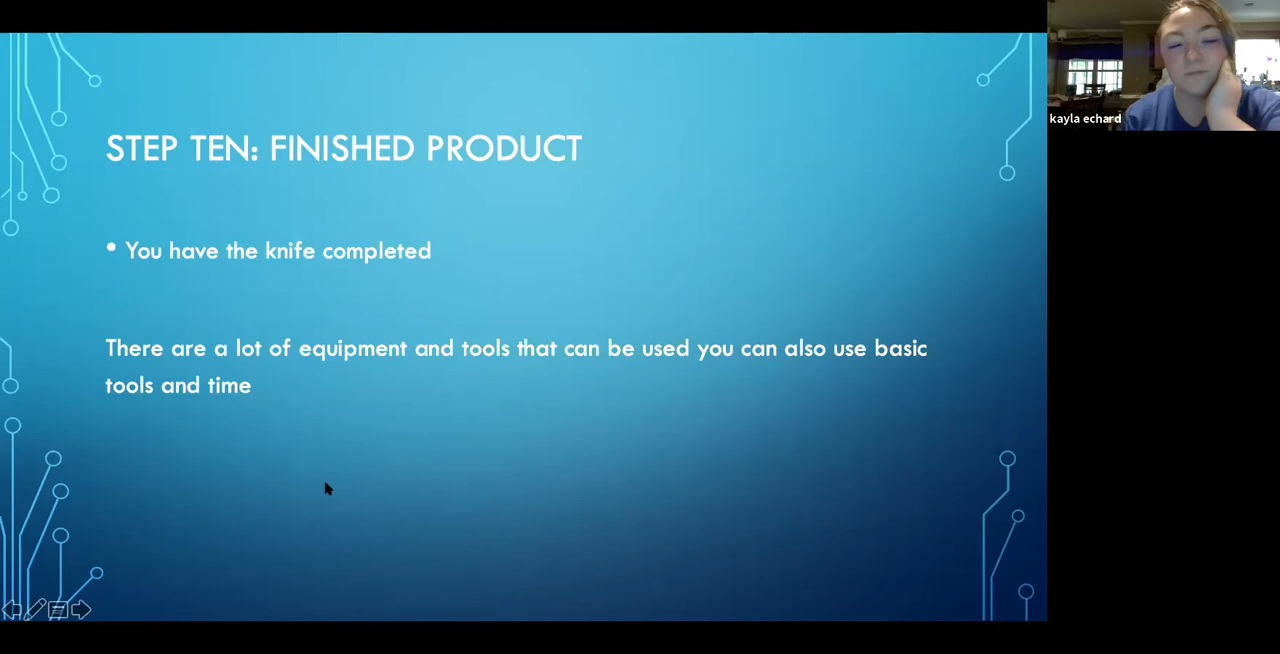 STEP TEN: FINISHED PRODUCT
• You have the knife completed
There are a lot of equipment and tools that can be used you can also use basic
tools and time
kayla echard